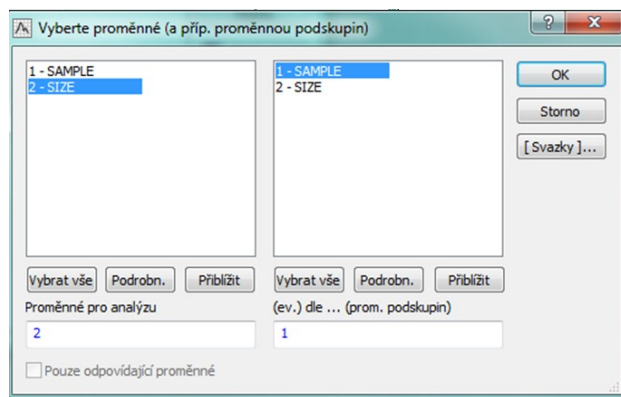 Vyberte proměnné (a příp. proměnnou podskupin)
1 - SAMPLE
2 - SIZE
1 - SAMPLE
2 - SIZE
OK
Storno
[ Svazky ]...
Vybrat vše Podrobn. Přiblížit
Vybrat vše Podrobn. Přiblížit
Proměnné pro analýzu
(ev.) dle ... (prom. podskupin)
2
1
Pouze odpovídající proměnné